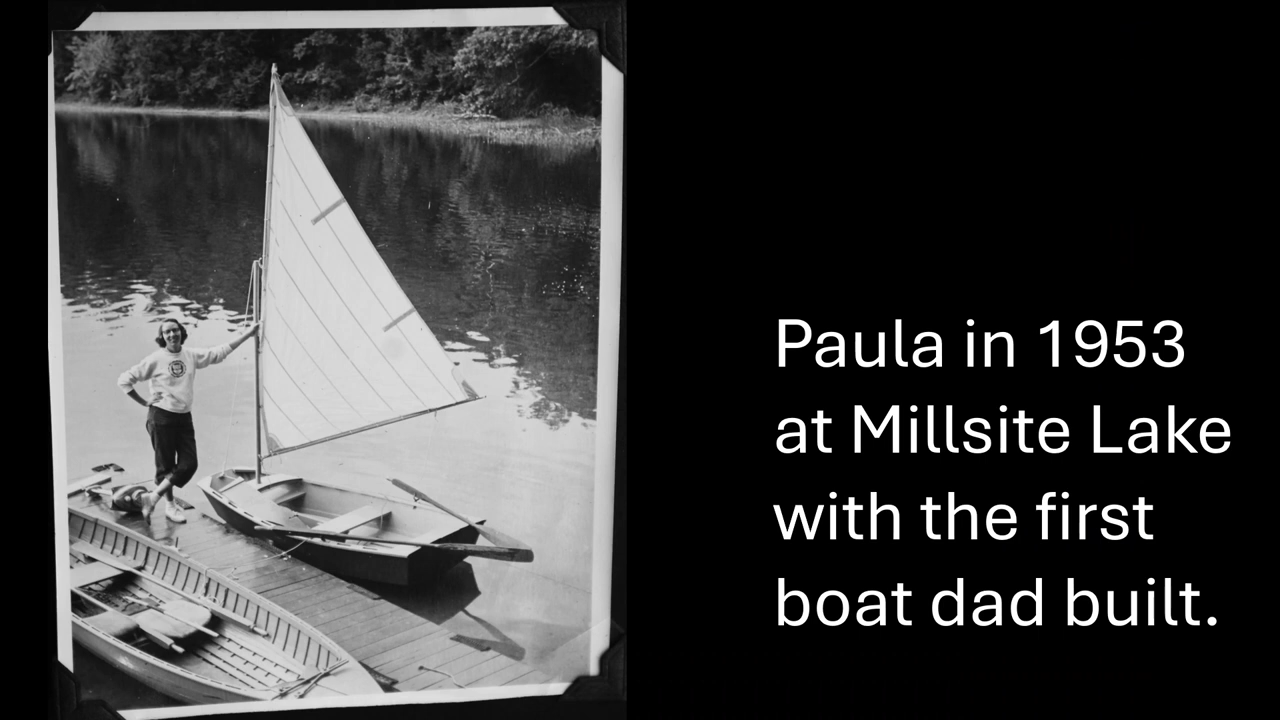 Paula in 1953
at Millsite Lake
with the first
boat dad built.